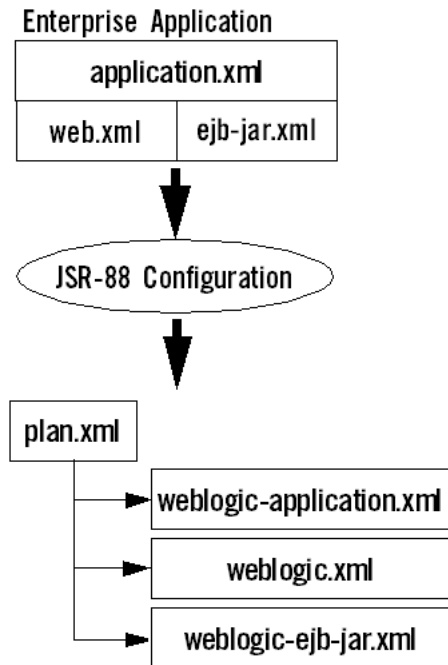 Enterprise Application
application.xml
web.xml
ejb-jar.xml
JSR-88 Configuration
plan.xml
weblogic-application.xml
weblogic.xml
weblogic-ejb-jar.xml